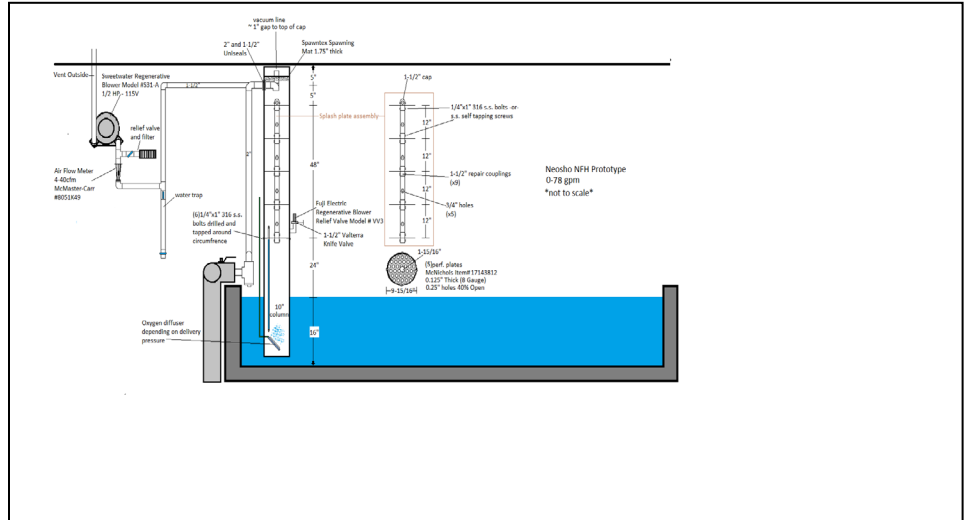 vacuum line
~ 1" gap to top of cap
2" and 1-1/2"
Uniseals
Spawntex Spawning
Mat 1.75" thick
Vent Outside
Sweetwater Regenerative
Blower Model #S31-A
1/2 HP - 115V
1-1/2"
5"
5"
1-1/2" cap
1/4"x1" 316 s.s. bolts -or-
s.s. self tapping screws
Splash plate assembly
12"
relief valve
and filter
2"
12"
Air Flow Meter
4-40cfm
McMaster-Carr
#8051K49
48"
1-1/2" repair couplings
(x9)
Neosho NFH Prototype
0-78 gpm
*not to scale*
12"
water trap
3/4" holes
(x5)
Fuji Electric
Regenerative Blower
Relief Valve Model # VV3
12"
(6)1/4"x1" 316 s.s.
bolts drilled and
tapped around
circumfrence
1-1/2" Valterra
Knife Valve
1-15/16"
24"
perf. plates
McNichols Item#17143812
0.125" Thick (8 Gauge)
0.25" holes 40% Open
9-15/16"
10"
column
Oxygen diffuser
depending on delivery
pressure
16"